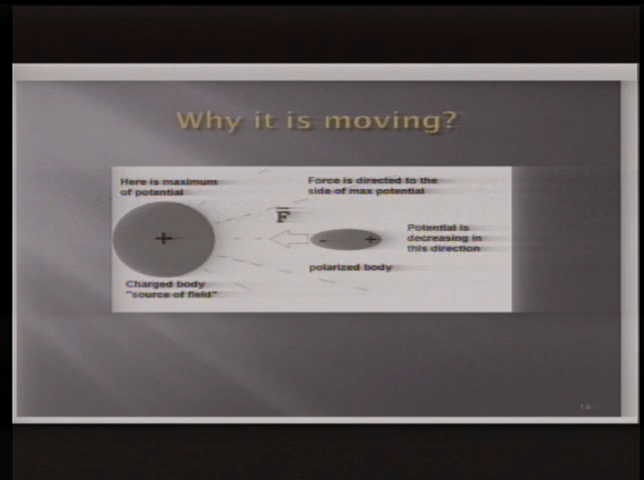 Why it is moving?
Here is maximum
of potential
Force is directed to the
side of max potential
F
+
-
+
Potential is
decreasing in
this direction
polarized body
Charged body
"source of field"